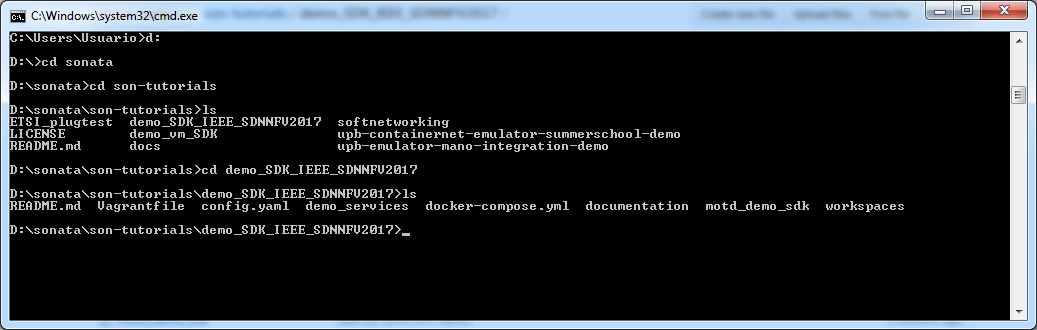 C:\Windows\system32\cmd.exe
C:\Users\Usuario>d:
D:\>cd sonata
D:\sonata>cd son-tutorials
D:\sonata\son-tutorials>ls
ETSI_plugtest  demo_SDK_IEEE_SDNNFV2017  softnetworking
LICENSE        demo_vm_SDK               upb-containernet-emulator-summerschool-demo
README.md      docs                      upb-emulator-mano-integration-demo
D:\sonata\son-tutorials>cd demo_SDK_IEEE_SDNNFV2017
D:\sonata\son-tutorials\demo_SDK_IEEE_SDNNFV2017>ls
README.md  Vagrantfile  config.yaml  demo_services  docker-compose.yml  documentation  motd_demo_sdk  workspaces
D:\sonata\son-tutorials\demo_SDK_IEEE_SDNNFV2017>_